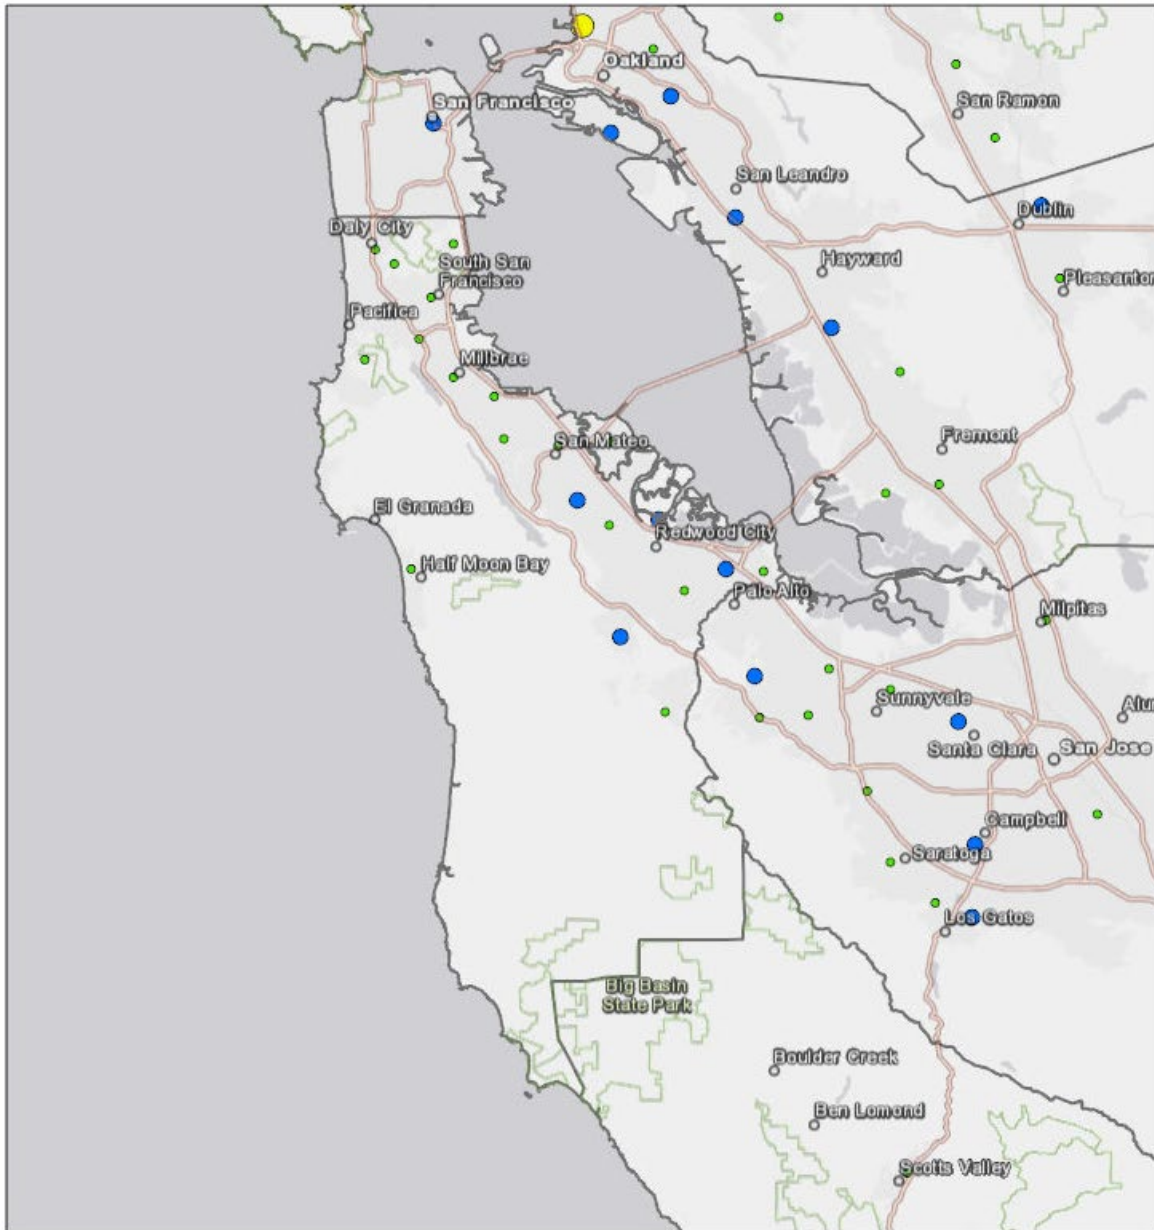 Oakland
San Francisco
San Ramon
San Leandro
Dublin
Daly City
Hayward
South San
Francisco
Pleasanton
Pacifica
Millbrae
San Mateo
Fremont
El Granada
Redwood City
Half Moon Bay
Palo Alto
Milpitas
Sunnyvale
Alu
Santa Clara
San Jose
Campbell
Saratoga
Los Gatos
Big Basin
State Park
Boulder Creek
Ben Lomond
Scotts Valley